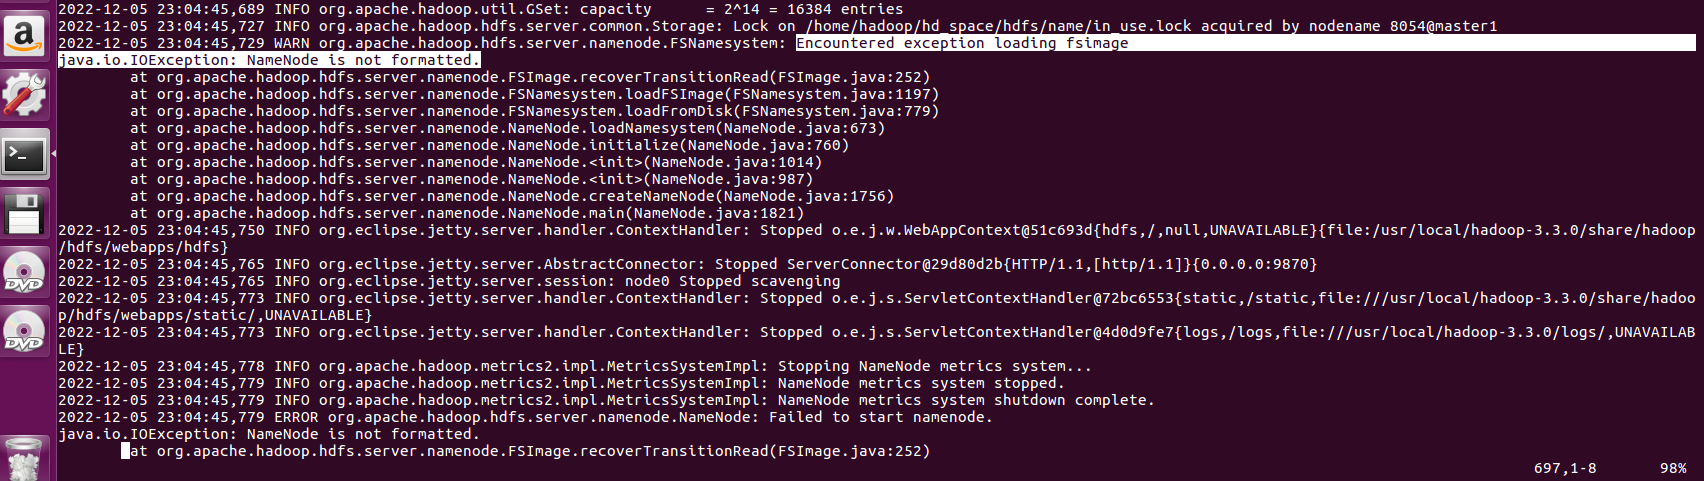 2022-12-05 23:04:45,689 INFO org.apache.hadoop.util.GSet: capacity      = 2^14 = 16384 entries
2022-12-05 23:04:45,727 INFO org.apache.hadoop.hdfs.server.common.Storage: Lock on /home/hadoop/hd_space/hdfs/name/in_use.lock acquired by nodename 8054@master1
2022-12-05 23:04:45,729 WARN org.apache.hadoop.hdfs.server.namenode.FSNamesystem: Encountered exception loading fsimage
java.io.IOException: NameNode is not formatted.
        at org.apache.hadoop.hdfs.server.namenode.FSImage.recoverTransitionRead(FSImage.java:252)
        at org.apache.hadoop.hdfs.server.namenode.FSNamesystem.loadFSImage(FSNamesystem.java:1197)
        at org.apache.hadoop.hdfs.server.namenode.FSNamesystem.loadFromDisk(FSNamesystem.java:779)
        at org.apache.hadoop.hdfs.server.namenode.NameNode.loadNamesystem(NameNode.java:673)
        at org.apache.hadoop.hdfs.server.namenode.NameNode.initialize(NameNode.java:760)
        at org.apache.hadoop.hdfs.server.namenode.NameNode.<init>(NameNode.java:1014)
        at org.apache.hadoop.hdfs.server.namenode.NameNode.<init>(NameNode.java:987)
        at org.apache.hadoop.hdfs.server.namenode.NameNode.createNameNode(NameNode.java:1756)
        at org.apache.hadoop.hdfs.server.namenode.NameNode.main(NameNode.java:1821)
2022-12-05 23:04:45,750 INFO org.eclipse.jetty.server.handler.ContextHandler: Stopped o.e.j.w.WebAppContext@51c693d{hdfs,/,null,UNAVAILABLE}{file:/usr/local/hadoop-3.3.0/share/hadoop
/hdfs/webapps/hdfs}
2022-12-05 23:04:45,765 INFO org.eclipse.jetty.server.AbstractConnector: Stopped ServerConnector@29d80d2b{HTTP/1.1,[http/1.1]}{0.0.0.0:9870}
2022-12-05 23:04:45,765 INFO org.eclipse.jetty.server.session: node0 Stopped scavenging
2022-12-05 23:04:45,773 INFO org.eclipse.jetty.server.handler.ContextHandler: Stopped o.e.j.s.ServletContextHandler@72bc6553{static,/static,file:///usr/local/hadoop-3.3.0/share/hadoo
p/hdfs/webapps/static/,UNAVAILABLE}
2022-12-05 23:04:45,773 INFO org.eclipse.jetty.server.handler.ContextHandler: Stopped o.e.j.s.ServletContextHandler@4d0d9fe7{logs,/logs,file:///usr/local/hadoop-3.3.0/logs/,UNAVAILAB
LE}
2022-12-05 23:04:45,778 INFO org.apache.hadoop.metrics2.impl.MetricsSystemImpl: Stopping NameNode metrics system...
2022-12-05 23:04:45,779 INFO org.apache.hadoop.metrics2.impl.MetricsSystemImpl: NameNode metrics system stopped.
2022-12-05 23:04:45,779 INFO org.apache.hadoop.metrics2.impl.MetricsSystemImpl: NameNode metrics system shutdown complete.
2022-12-05 23:04:45,779 ERROR org.apache.hadoop.hdfs.server.namenode.NameNode: Failed to start namenode.
java.io.IOException: NameNode is not formatted.
        at org.apache.hadoop.hdfs.server.namenode.FSImage.recoverTransitionRead(FSImage.java:252)
697,1-8       98%
a
>_
DVD
DVD